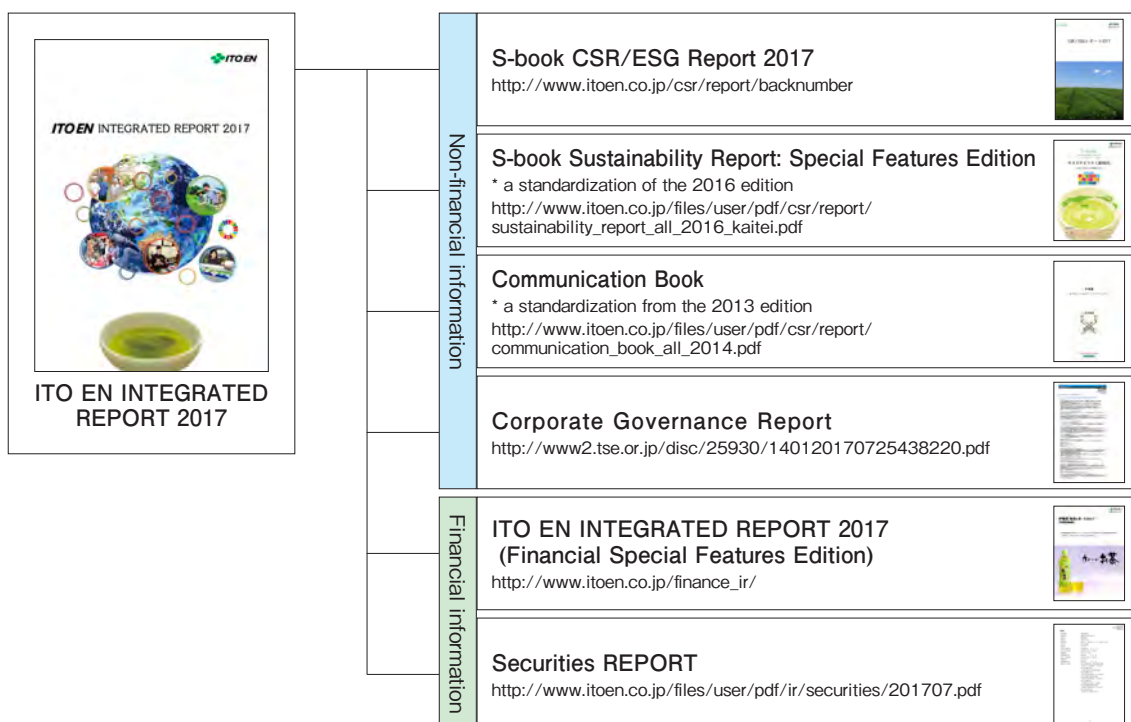 ITO EN
ITO EN INTEGRATED REPORT 2017
ITO EN INTEGRATED
REPORT 2017
Non-financial information
S-book CSR/ESG Report 2017
http://www.itoen.co.jp/csr/report/backnumber
S-book Sustainability Report: Special Features Edition
* a standardization of the 2016 edition
http://www.itoen.co.jp/files/user/pdf/csr/report/
sustainability_report_all_2016_kaitei.pdf
Communication Book
* a standardization from the 2013 edition
http://www.itoen.co.jp/files/user/pdf/csr/report/
communication_book_all_2014.pdf
Corporate Governance Report
http://www2.tse.or.jp/disc/25930/140120170725438220.pdf
Financial information
ITO EN INTEGRATED REPORT 2017
(Financial Special Features Edition)
http://www.itoen.co.jp/finance_ir/
お茶
Securities REPORT
http://www.itoen.co.jp/files/user/pdf/ir/securities/201707.pdf